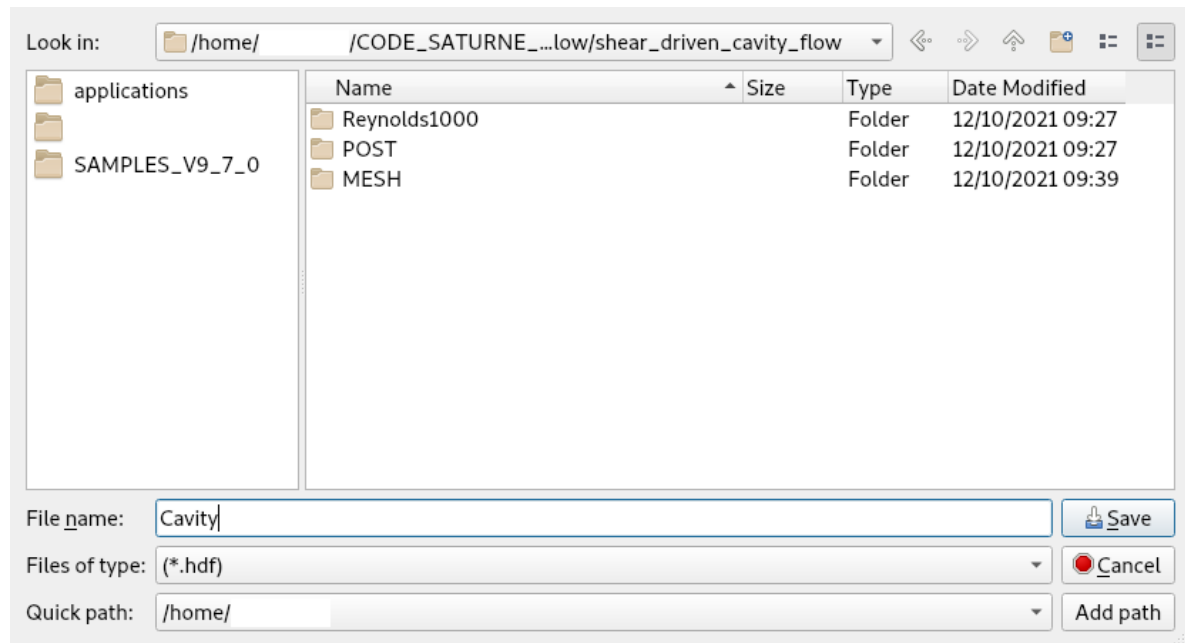 Look in: /home/ /CODE_SATURNE_...low/shear_driven_cavity_flow
applications
SAMPLES_V9_7_0
Name Size Type Date Modified
Reynolds1000 Folder 12/10/2021 09:27
POST Folder 12/10/2021 09:27
MESH Folder 12/10/2021 09:39
File name: Cavity Save
Files of type: (*.hdf) Cancel
Quick path: /home/ Add path